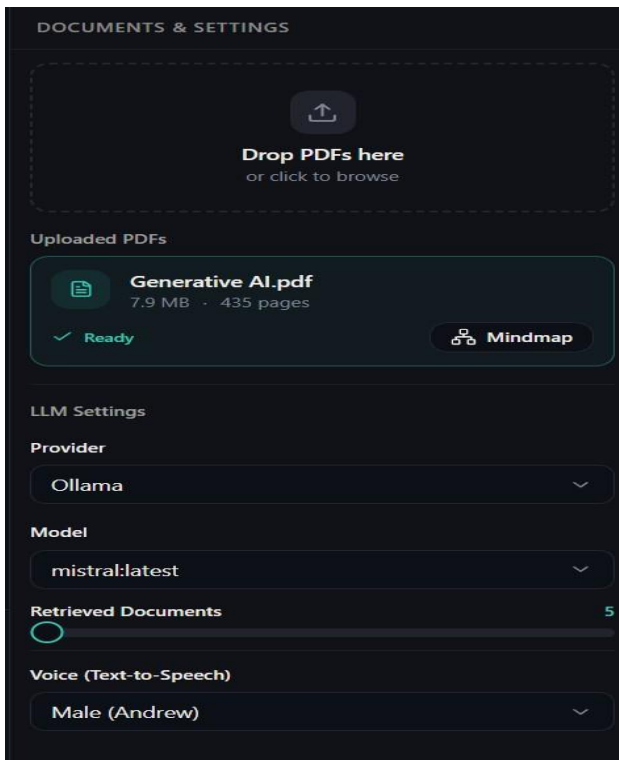 DOCUMENTS & SETTINGS
Drop PDFs here
or click to browse
Uploaded PDFs
Generative AI.pdf
7.9 MB · 435 pages
Ready
Mindmap
LLM Settings
Provider
Ollama
Model
mistral:latest
Retrieved Documents 5
Voice (Text-to-Speech)
Male (Andrew)